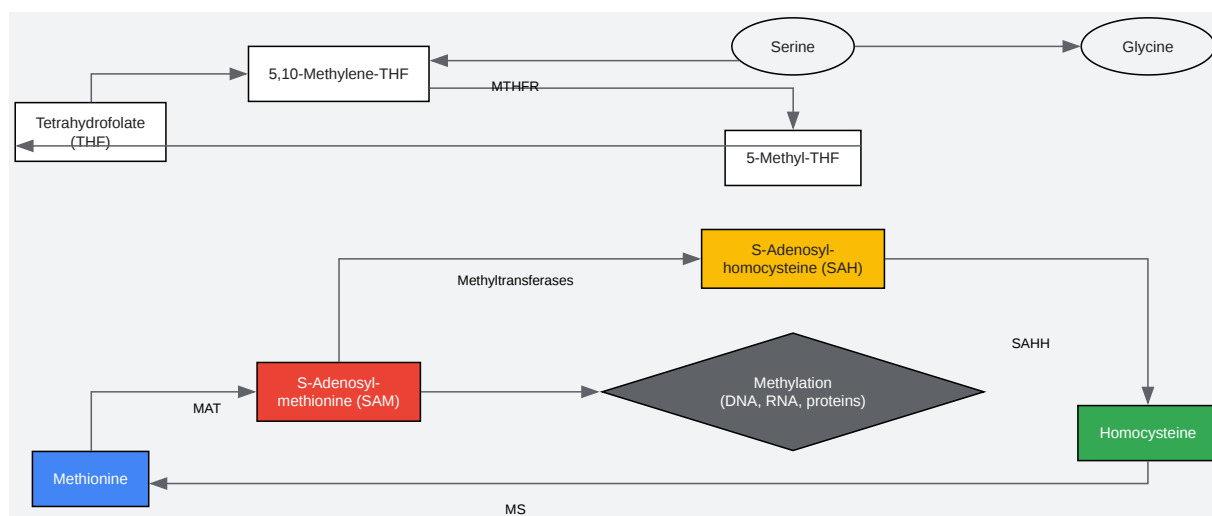 Serine
Glycine
5,10-Methylene-THF
MTHFR
Tetrahydrofolate
(THF)
5-Methyl-THF
S-Adenosyl-
homocysteine (SAH)
Methyltransferases
SAHH
S-Adenosyl-
methionine (SAM)
Methylation
(DNA, RNA, proteins)
MAT
Homocysteine
Methionine
MS